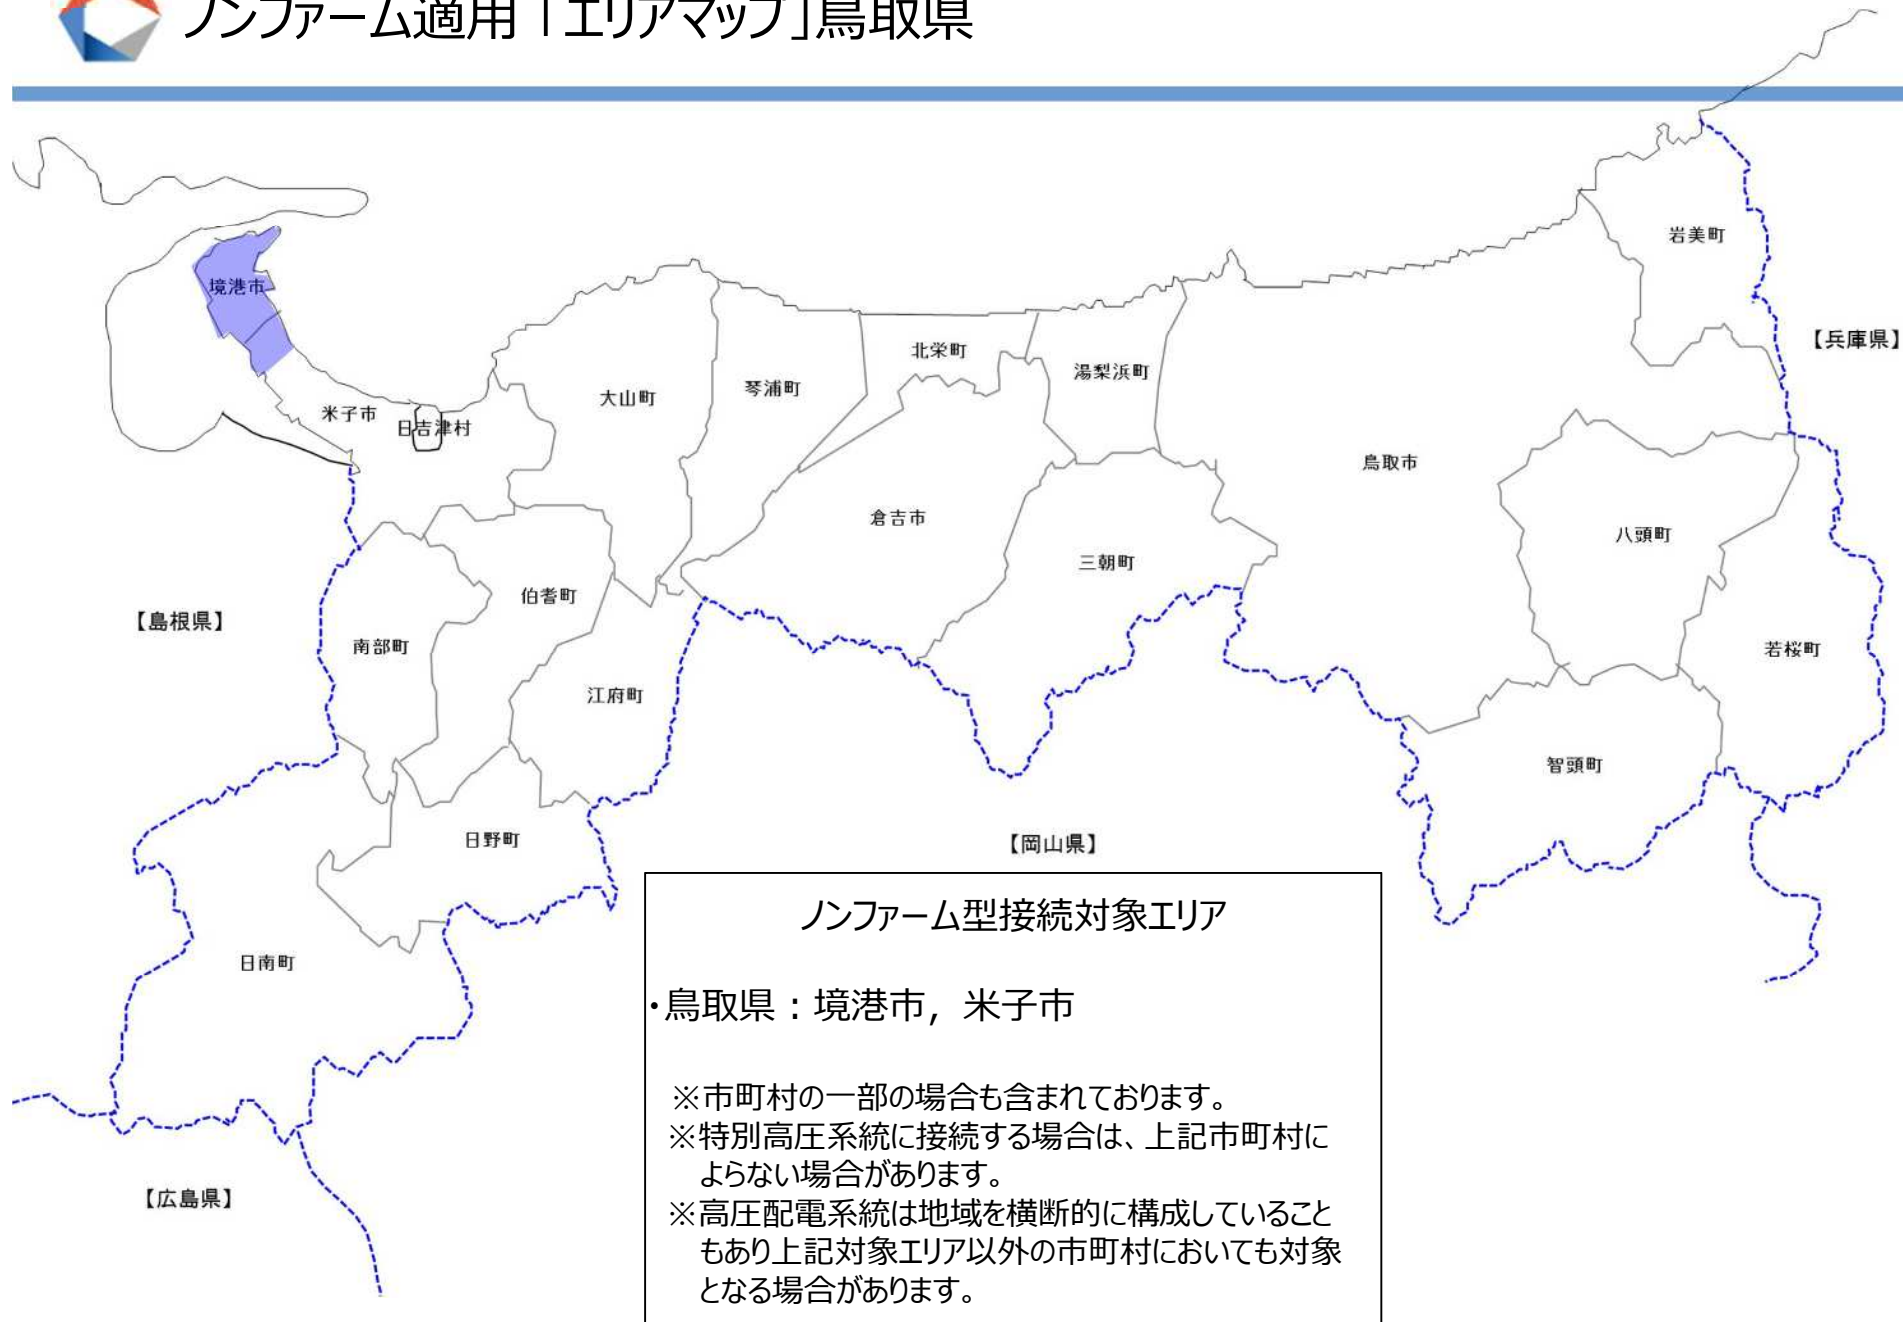 ノンファーム適用「エリアマップ」鳥取県
岩美町
境港市
【兵庫県】
北栄町
湯梨浜町
琴浦町
大山町
米子市
日吉津村
鳥取市
倉吉市
八頭町
三朝町
伯耆町
【島根県】
南部町
若桜町
江府町
智頭町
日野町
【岡山県】
日南町
【広島県】
ノンファーム型接続対象エリア
・鳥取県：境港市，米子市
※市町村の一部の場合も含まれております。
※特別高圧系統に接続する場合は、上記市町村に
よらない場合があります。
※高圧配電系統は地域を横断的に構成していること
もあり上記対象エリア以外の市町村においても対象
となる場合があります。